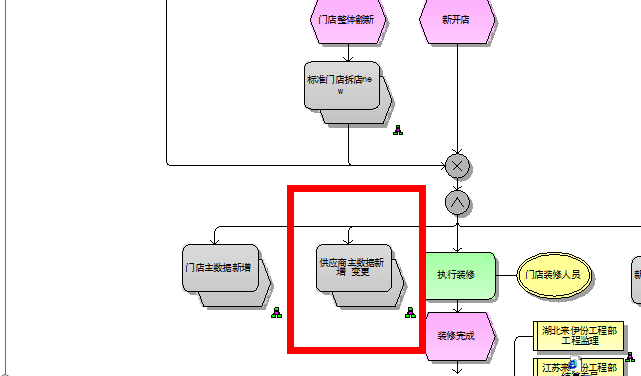 门店整体翻新
新开店
标准门店拆店ne
w
门店主数据新增
供应商主数据新
增 变更
执行装修
门店装修人员
装修完成
湖北来伊份工程部
工程监理
江苏来伊份工程部